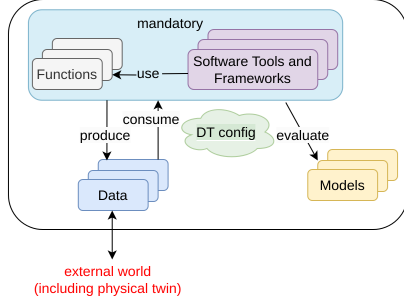 mandatory
Functions
use
Software Tools and
Frameworks
produce
consume
DT config
evaluate
Data
Models
external world
(including physical twin)